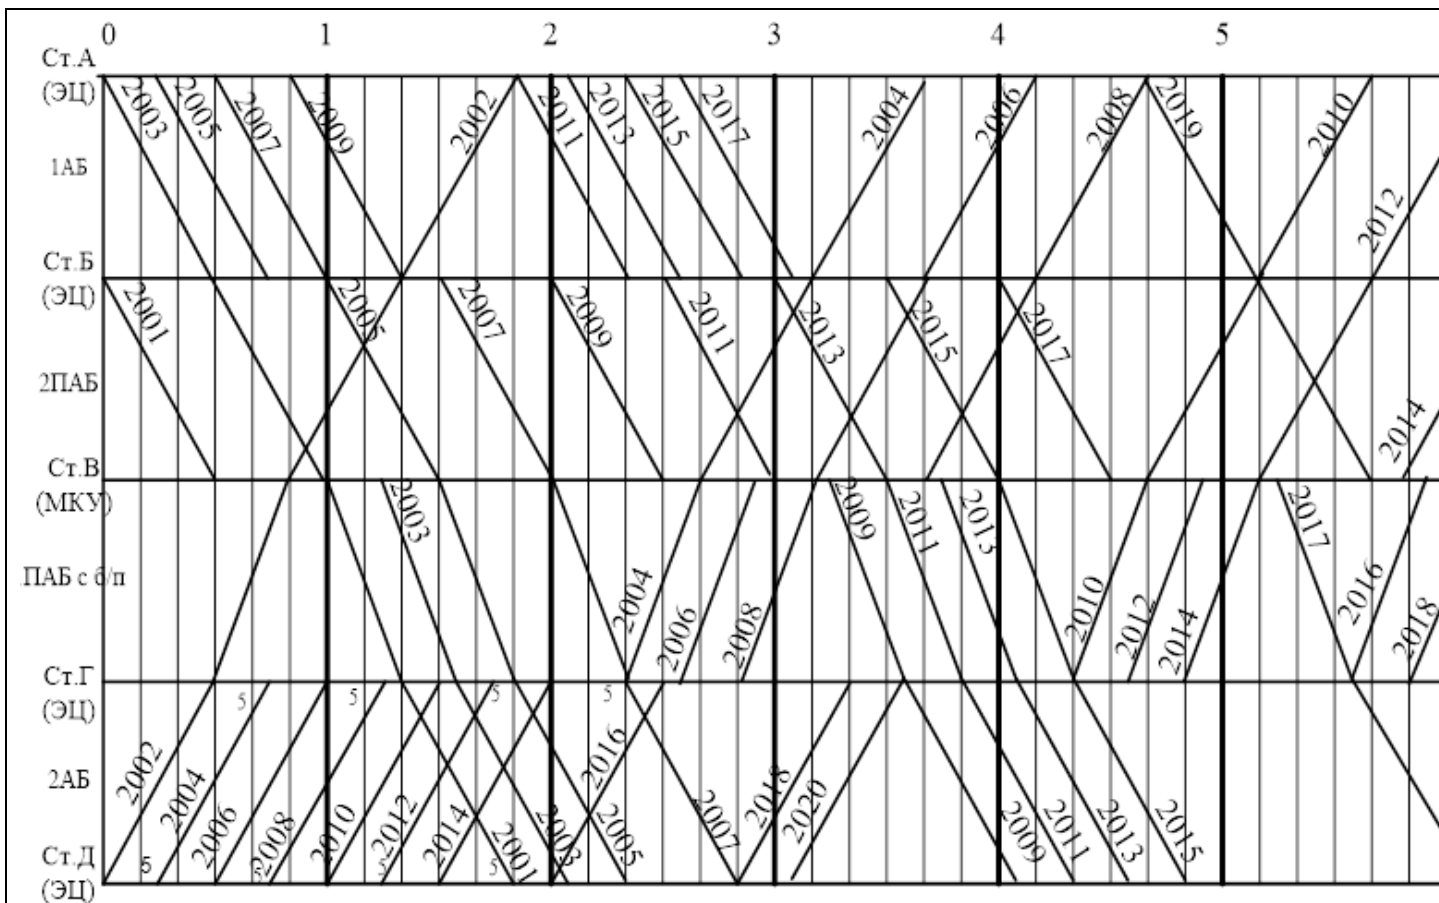 0 1 2 3 4 5
Ст.А
(ЭЦ)
2003 2005 2007 2009 2002 2011 2013 2015 2017 2004 2006 2008 2019 2010
1АБ
2012
Ст.Б
(ЭЦ)
2001 2005 2007 2009 2011 2013 2015 2017
2ПАБ
2014
Ст.В
(МКУ)
2003 2009 2011 2013 2017
ПАБ с б/п
2004 2006 2008 2010 2012 2014 2016 2018
Ст.Г
(ЭЦ)
5 5 5 5
2АБ
2002 2004 2006 2008 2010 2012 2014 2001 2003 2005 2016 2007 2018 2020 2009 2011 2013 2015
Ст.Д
(ЭЦ)
5 5 5 5